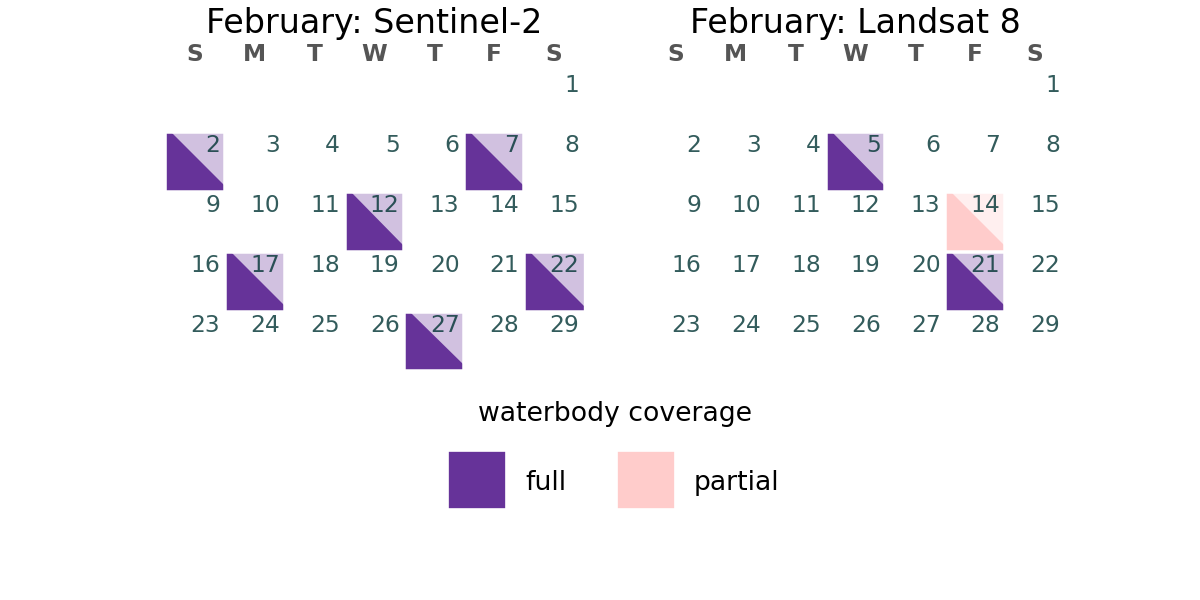 February: Sentinel-2
S M T W T F S
1
2 3 4 5 6 7 8
9 10 11 12 13 14 15
16 17 18 19 20 21 22
23 24 25 26 27 28 29
February: Landsat 8
S M T W T F S
1
2 3 4 5 6 7 8
9 10 11 12 13 14 15
16 17 18 19 20 21 22
23 24 25 26 27 28 29
waterbody coverage
full
partial